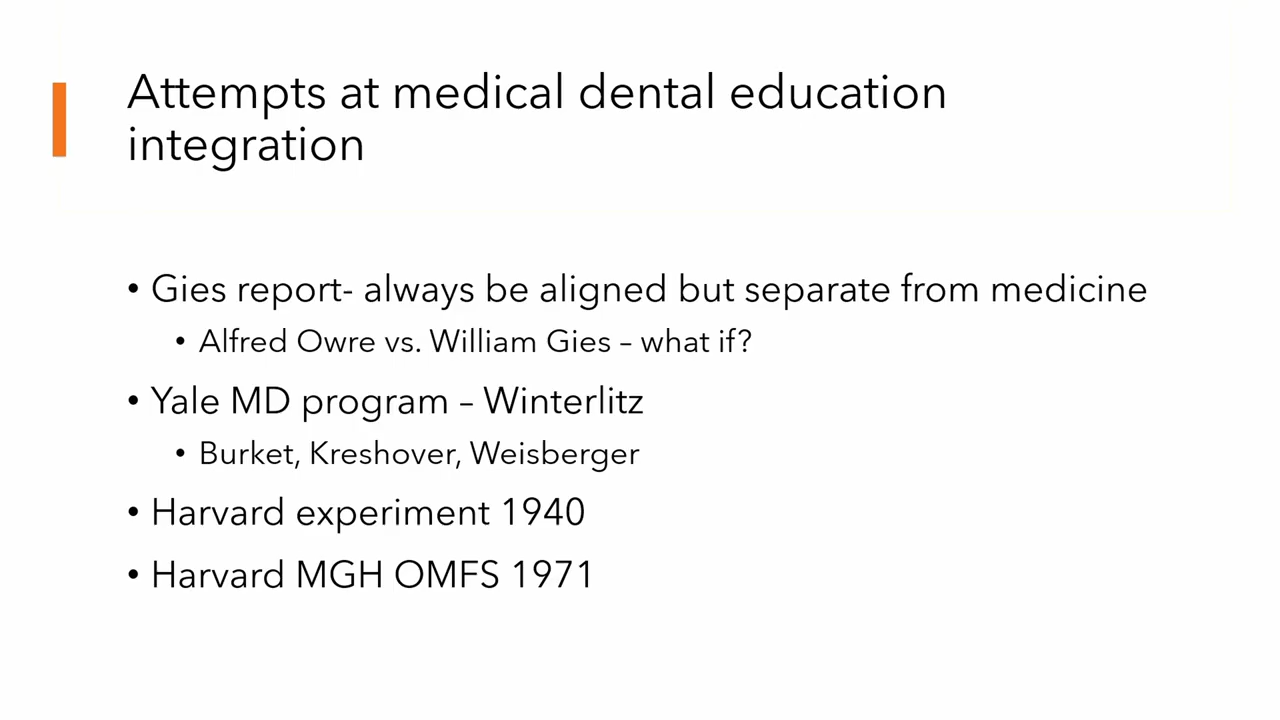 Attempts at medical dental education
integration
• Gies report- always be aligned but separate from medicine
• Alfred Owre vs. William Gies – what if?
• Yale MD program – Winterlitz
• Burket, Kreshover, Weisberger
• Harvard experiment 1940
• Harvard MGH OMFS 1971